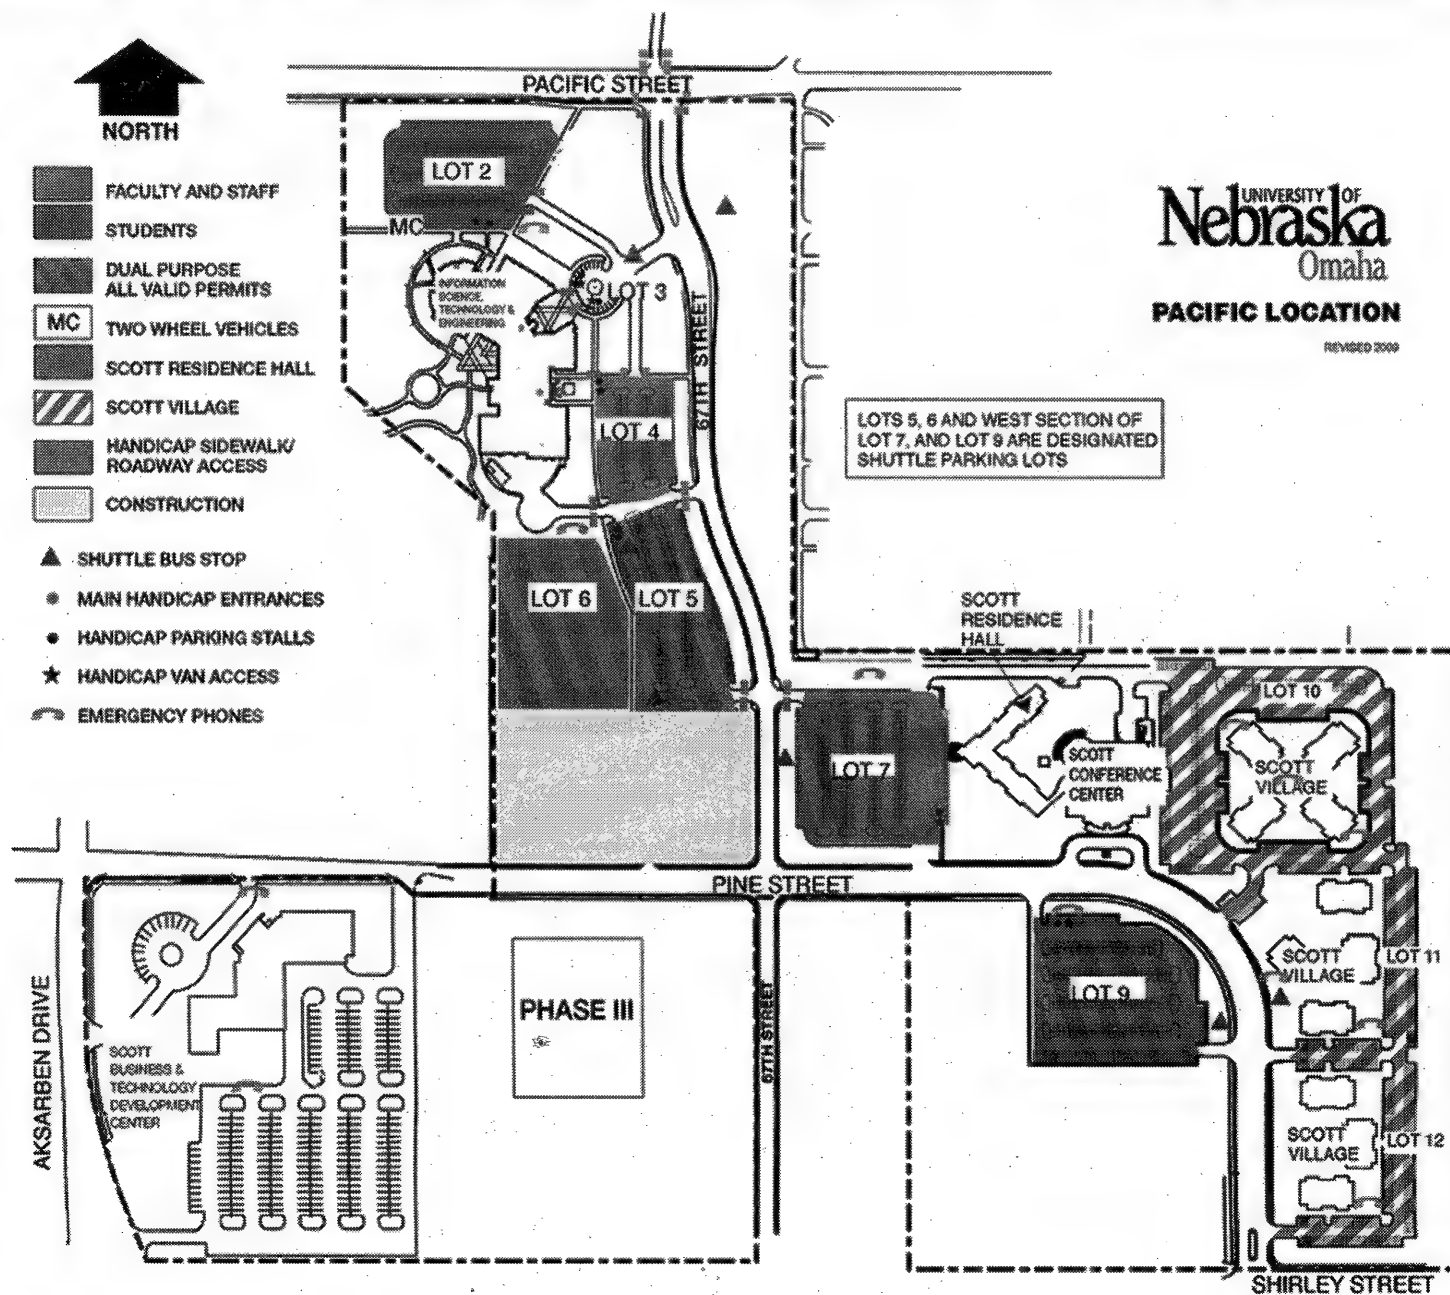 PACIFIC STREET
NORTH
FACULTY AND STAFF
STUDENTS
DUAL PURPOSE
ALL VALID PERMITS
MC
TWO WHEEL VEHICLES
SCOTT RESIDENCE HALL
SCOTT VILLAGE
HANDICAP SIDEWALK/
ROADWAY ACCESS
CONSTRUCTION
SHUTTLE BUS STOP
MAIN HANDICAP ENTRANCES
HANDICAP PARKING STALLS
HANDICAP VAN ACCESS
EMERGENCY PHONES
UNIVERSITY OF
Nebraska
Omaha
PACIFIC LOCATION
REVISED 2009
LOTS 5, 6 AND WEST SECTION OF
LOT 7, AND LOT 9 ARE DESIGNATED
SHUTTLE PARKING LOTS
LOT 2
MC
INFORMATION
SCIENCE,
TECHNOLOGY &
ENGINEERING
LOT 3
67TH STREET
LOT 4
LOT 6
LOT 5
SCOTT
RESIDENCE
HALL
LOT 10
LOT 7
SCOTT
CONFERENCE
CENTER
SCOTT
VILLAGE
PINE STREET
AKSARBEN DRIVE
PHASE III
67TH STREET
LOT 9
SCOTT
VILLAGE
LOT 11
SCOTT
BUSINESS &
TECHNOLOGY
DEVELOPMENT
CENTER
SCOTT
VILLAGE
LOT 12
SHIRLEY STREET